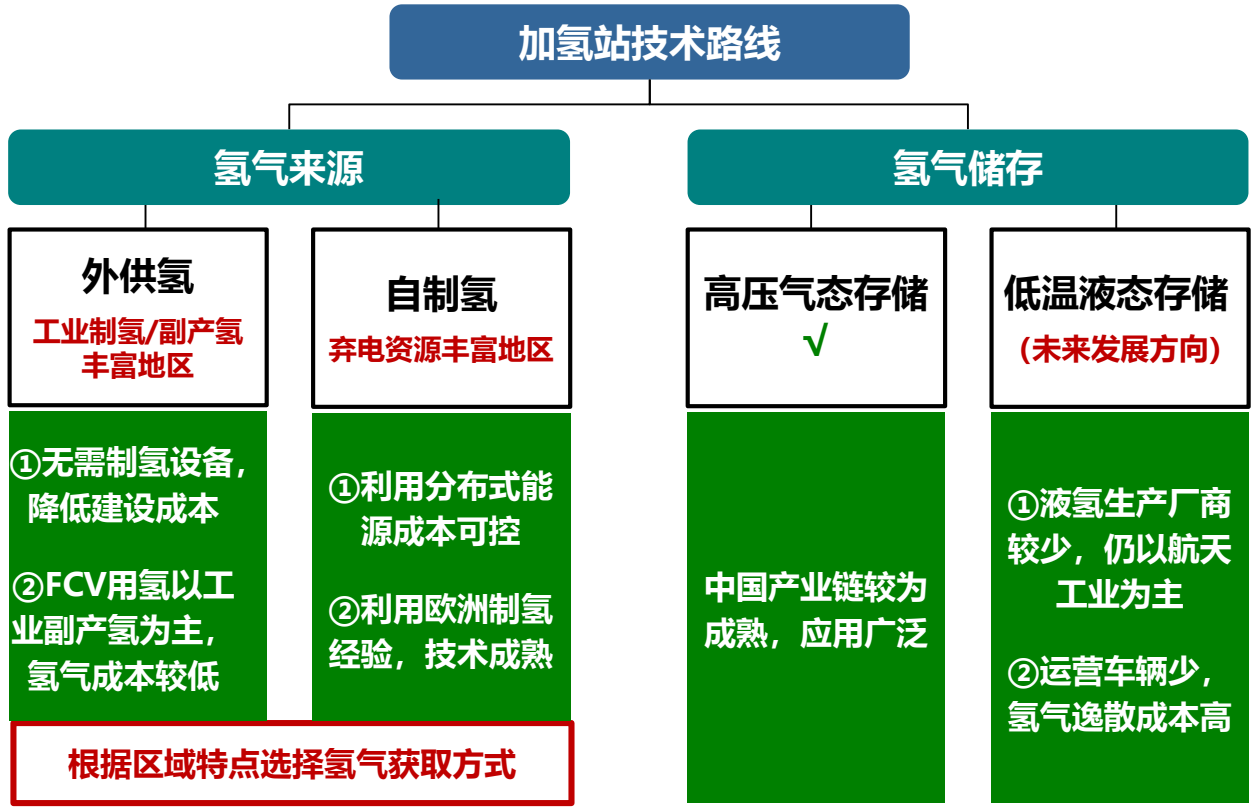 加氢站技术路线
氢气来源
氢气储存
外供氢
工业制氢/副产氢
丰富地区
自制氢
弃电资源丰富地区
高压气态存储
√
低温液态存储
（未来发展方向）
①无需制氢设备，
降低建设成本
②FCV用氢以工
业副产氢为主，
氢气成本较低
①利用分布式能
源成本可控
②利用欧洲制氢
经验，技术成熟
中国产业链较为
成熟，应用广泛
①液氢生产厂商
较少，仍以航天
工业为主
②运营车辆少，
氢气逸散成本高
根据区域特点选择氢气获取方式